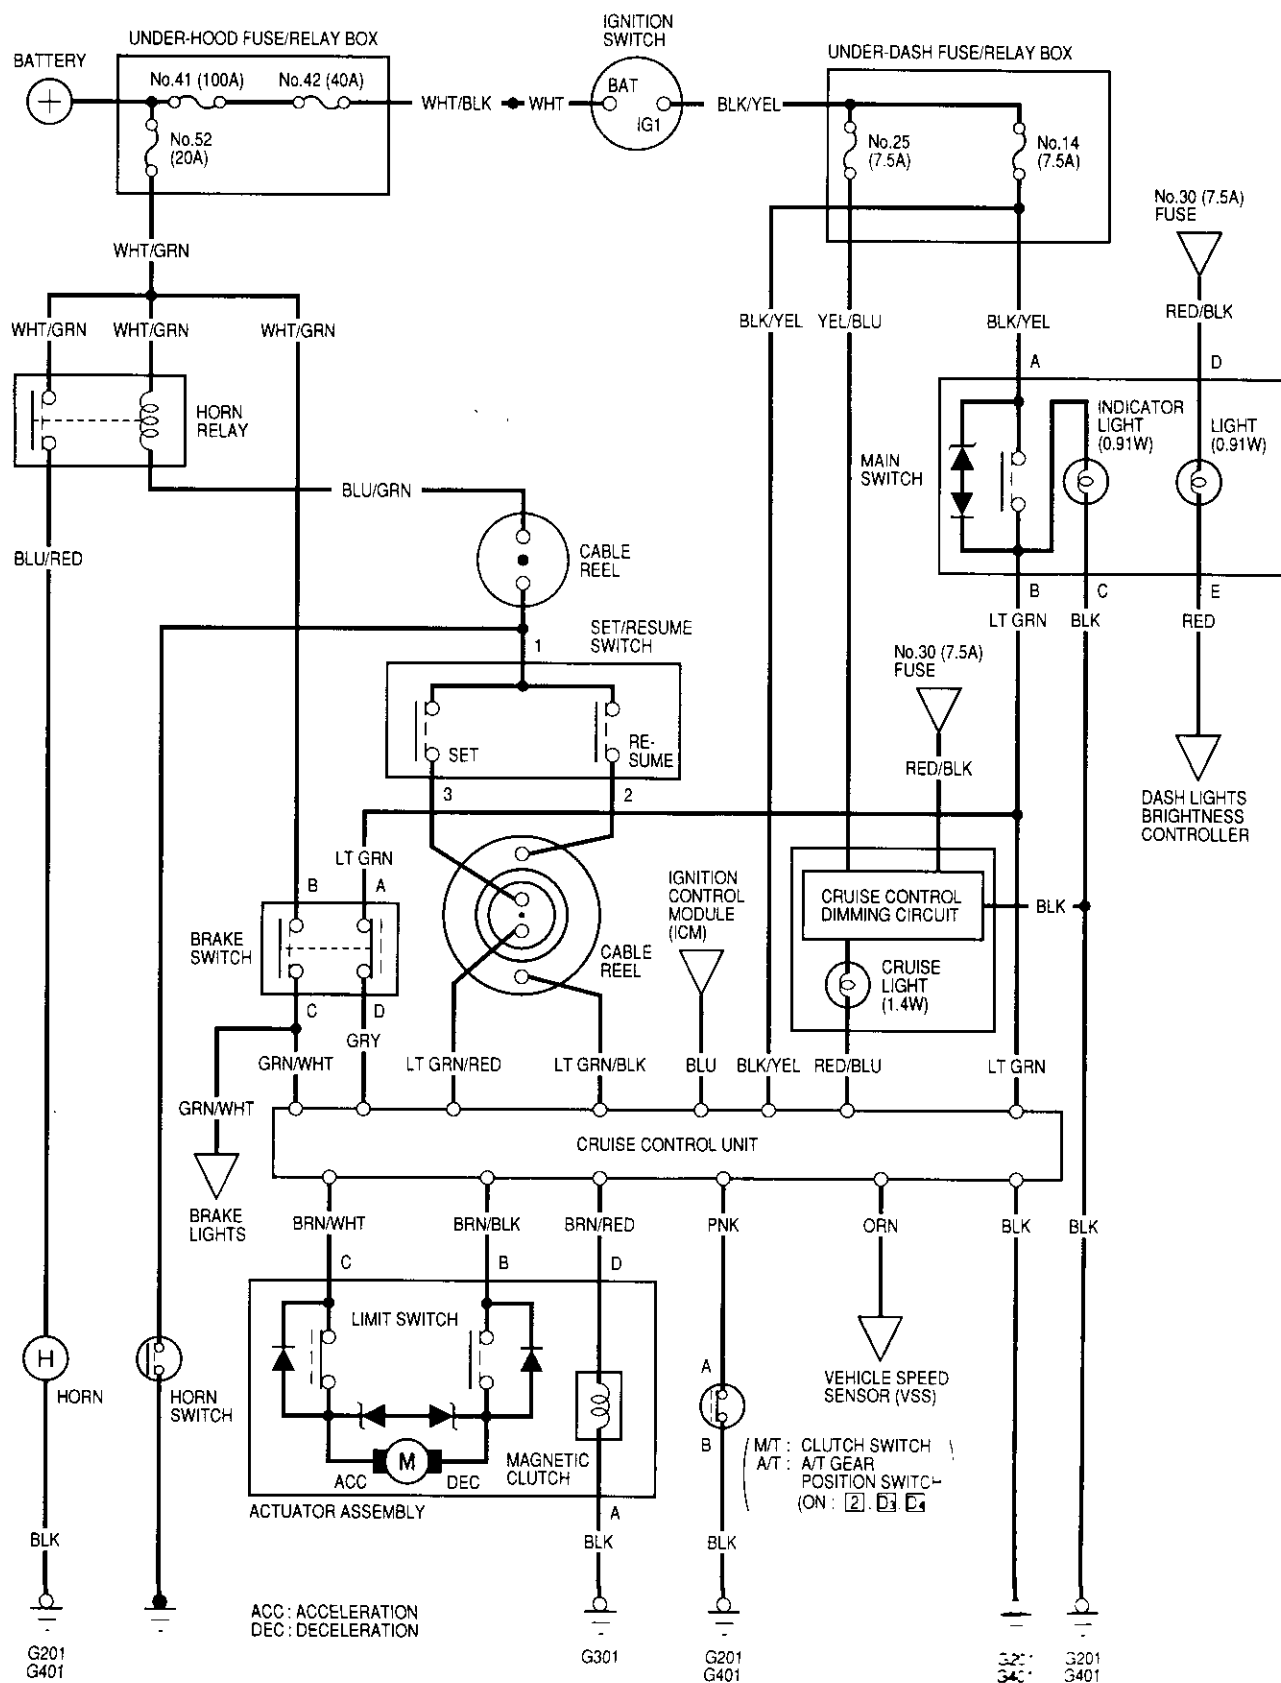 UNDER-HOOD FUSE/RELAY BOX
IGNITION
SWITCH
UNDER-DASH FUSE/RELAY BOX
BATTERY
No.41 (100A)
No.42 (40A)
BAT
IG1
WHT/BLK
WHT
BLK/YEL
No.52
(20A)
No.25
(7.5A)
No.14
(7.5A)
No.30 (7.5A)
FUSE
WHT/GRN
WHT/GRN
WHT/GRN
WHT/GRN
BLK/YEL
YEL/BLU
BLK/YEL
RED/BLK
A
D
HORN
RELAY
INDICATOR
LIGHT
(0.91W)
LIGHT
(0.91W)
MAIN
SWITCH
BLU/GRN
BLU/RED
CABLE
REEL
B
C
E
LT GRN
BLK
RED
SET/RESUME
SWITCH
1
No.30 (7.5A)
FUSE
SET
RE-
SUME
RED/BLK
3
2
DASH LIGHTS
BRIGHTNESS
CONTROLLER
LT GRN
B
A
IGNITION
CONTROL
MODULE
(ICM)
CRUISE CONTROL
DIMMING CIRCUIT
BLK
BRAKE
SWITCH
CABLE
REEL
CRUISE
LIGHT
(1.4W)
C
D
GRY
GRN/WHT
LT GRN/RED
LT GRN/BLK
BLU
BLK/YEL
RED/BLU
LT GRN
GRN/WHT
CRUISE CONTROL UNIT
BRAKE
LIGHTS
BRN/WHT
BRN/BLK
BRN/RED
PNK
ORN
BLK
BLK
C
B
D
LIMIT SWITCH
HORN
HORN
SWITCH
H
M
ACC
DEC
MAGNETIC
CLUTCH
ACTUATOR ASSEMBLY
A
A
B
VEHICLE SPEED
SENSOR (VSS)
M/T : CLUTCH SWITCH
A/T : A/T GEAR
POSITION SWITCH
(ON : 2 . D3 . D4
BLK
BLK
BLK
ACC : ACCELERATION
DEC : DECELERATION
G201
G401
G301
G201
G401
G201
G401
G201
G401